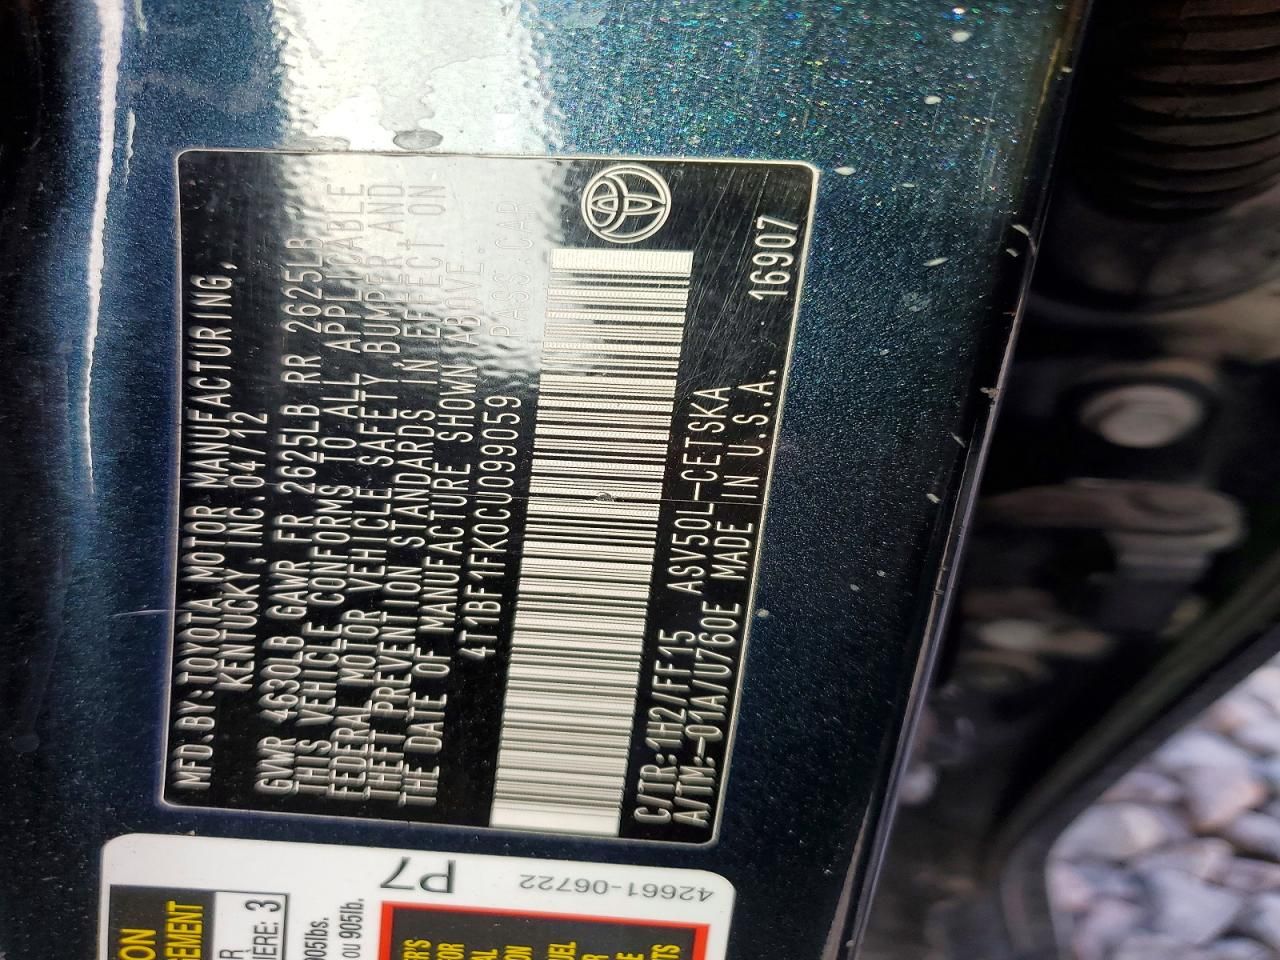 MFD.BY:TOYOTA MOTOR MANUFACTURING,
KENTUCKY, INC.04/12
GVWR 4630LB GAWR FR 2625LB RR 2625LB
THIS VEHICLE CONFORMS TO ALL APPLICABLE
FEDERAL MOTOR VEHICLE SAFETY BUMPER AND
THEFT PREVENTION STANDARDS IN EFFECT ON
THE DATE OF MANUFACTURE SHOWN ABOVE.
4T1BF1FK0CU099059 PASS.CAR
C/TR:1H2/FF15 ASV50L-CETSKA
A/TM:-01A/U760E MADE IN U.S.A. 16907
P7
42661-06722
3
ou 905lb.